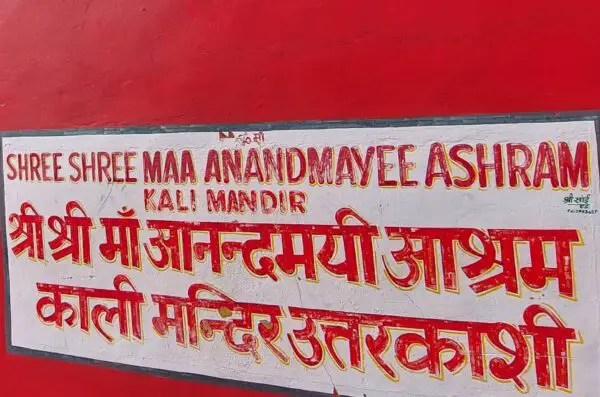 SHREE SHREE MAA ANANDMAYEE ASHRAM
KALI MANDIR
श्री श्री माँ आनन्दमयी आश्रम
काली मन्दिर उत्तरकाशी
श्री साईं